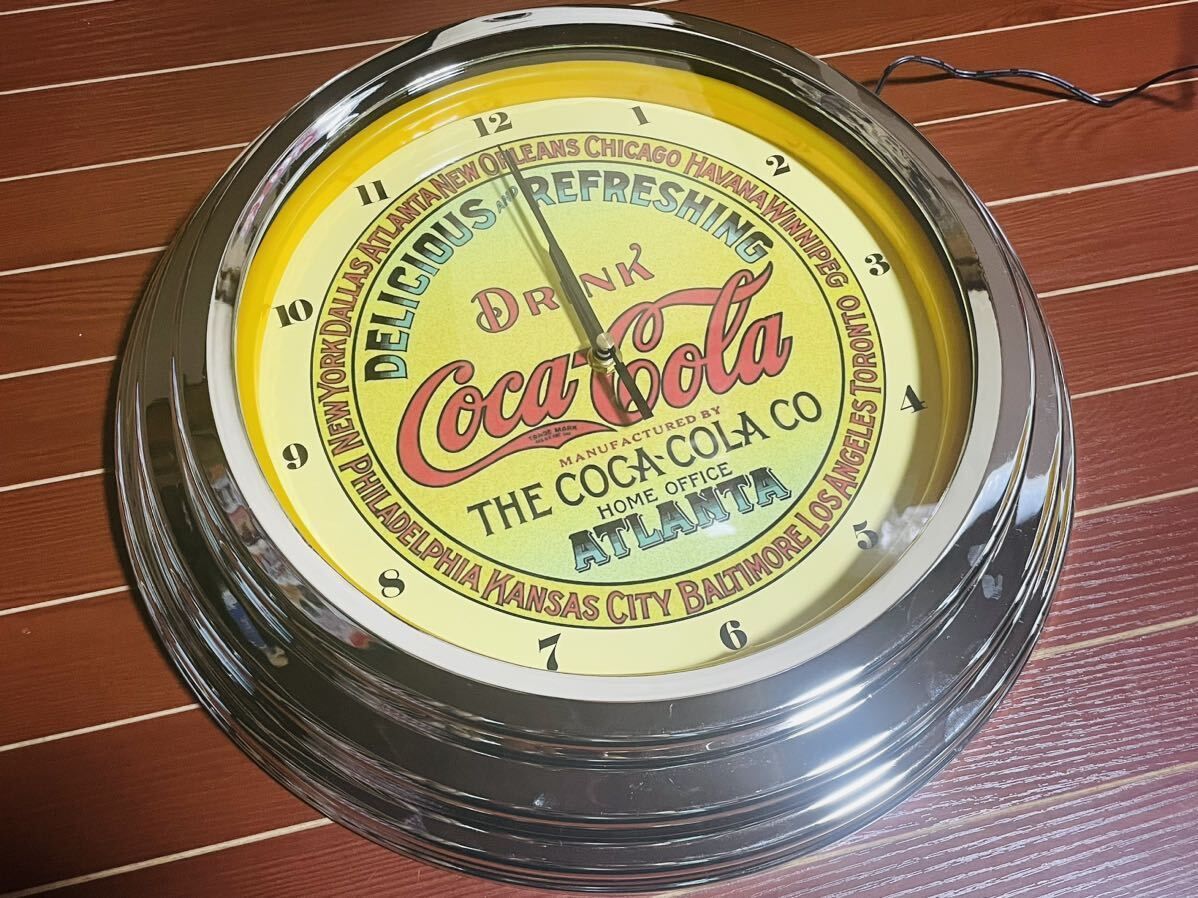 12
1
2
3
4
5
6
7
8
9
10
11
NEW YORK DALLAS ATLANTA NEW ORLEANS CHICAGO HAVANA WINNIPEG
PHILADELPHIA KANSAS CITY BALTIMORE LOS ANGELES TORONTO
DELICIOUS AND REFRESHING
DRINK
Coca-Cola
TRADE MARK
MANUFACTURED BY
THE COCA-COLA CO
HOME OFFICE
ATLANTA